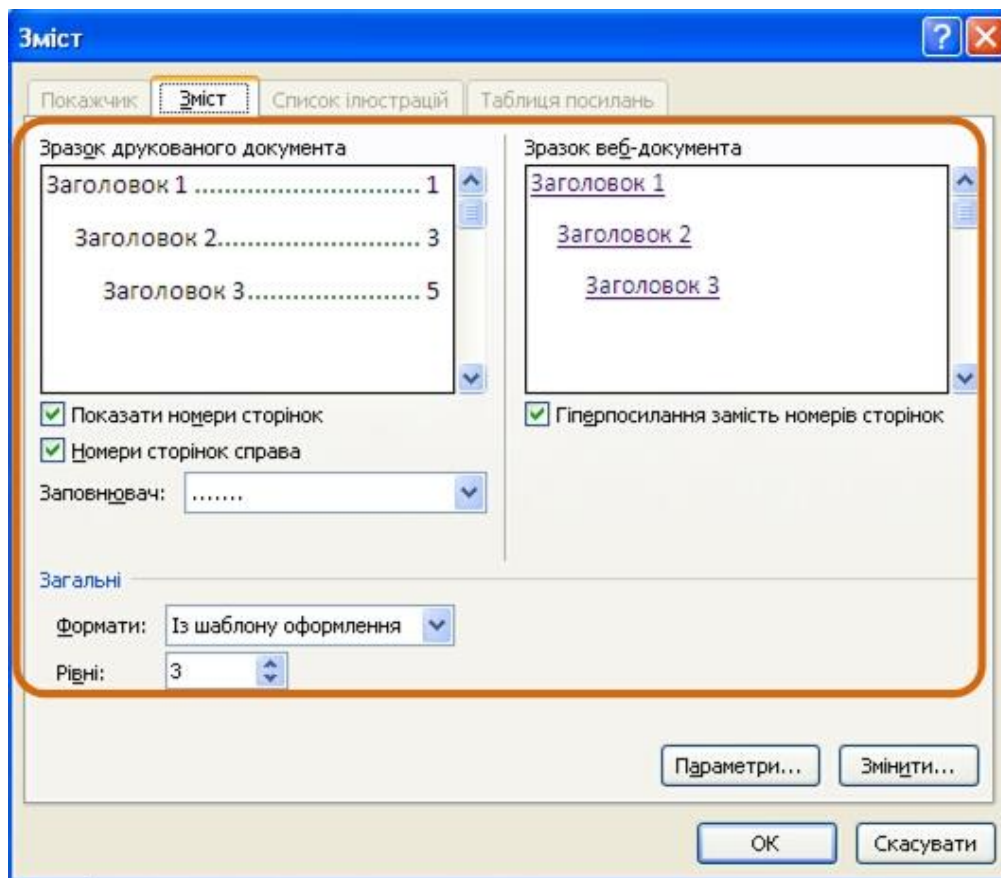 Зміст
Покажчик Зміст Список ілюстрацій Таблиця посилань
Зразок друкованого документа
Заголовок 1 ............................ 1
Заголовок 2......................... 3
Заголовок 3..................... 5
Показати номери сторінок
Номери сторінок справа
Заповнювач: .......
Зразок веб-документа
Заголовок 1
Заголовок 2
Заголовок 3
Гіперпосилання замість номерів сторінок
Загальні
Формати: Із шаблону оформлення
Рівні: 3
Параметри... Змінити...
ОК Скасувати